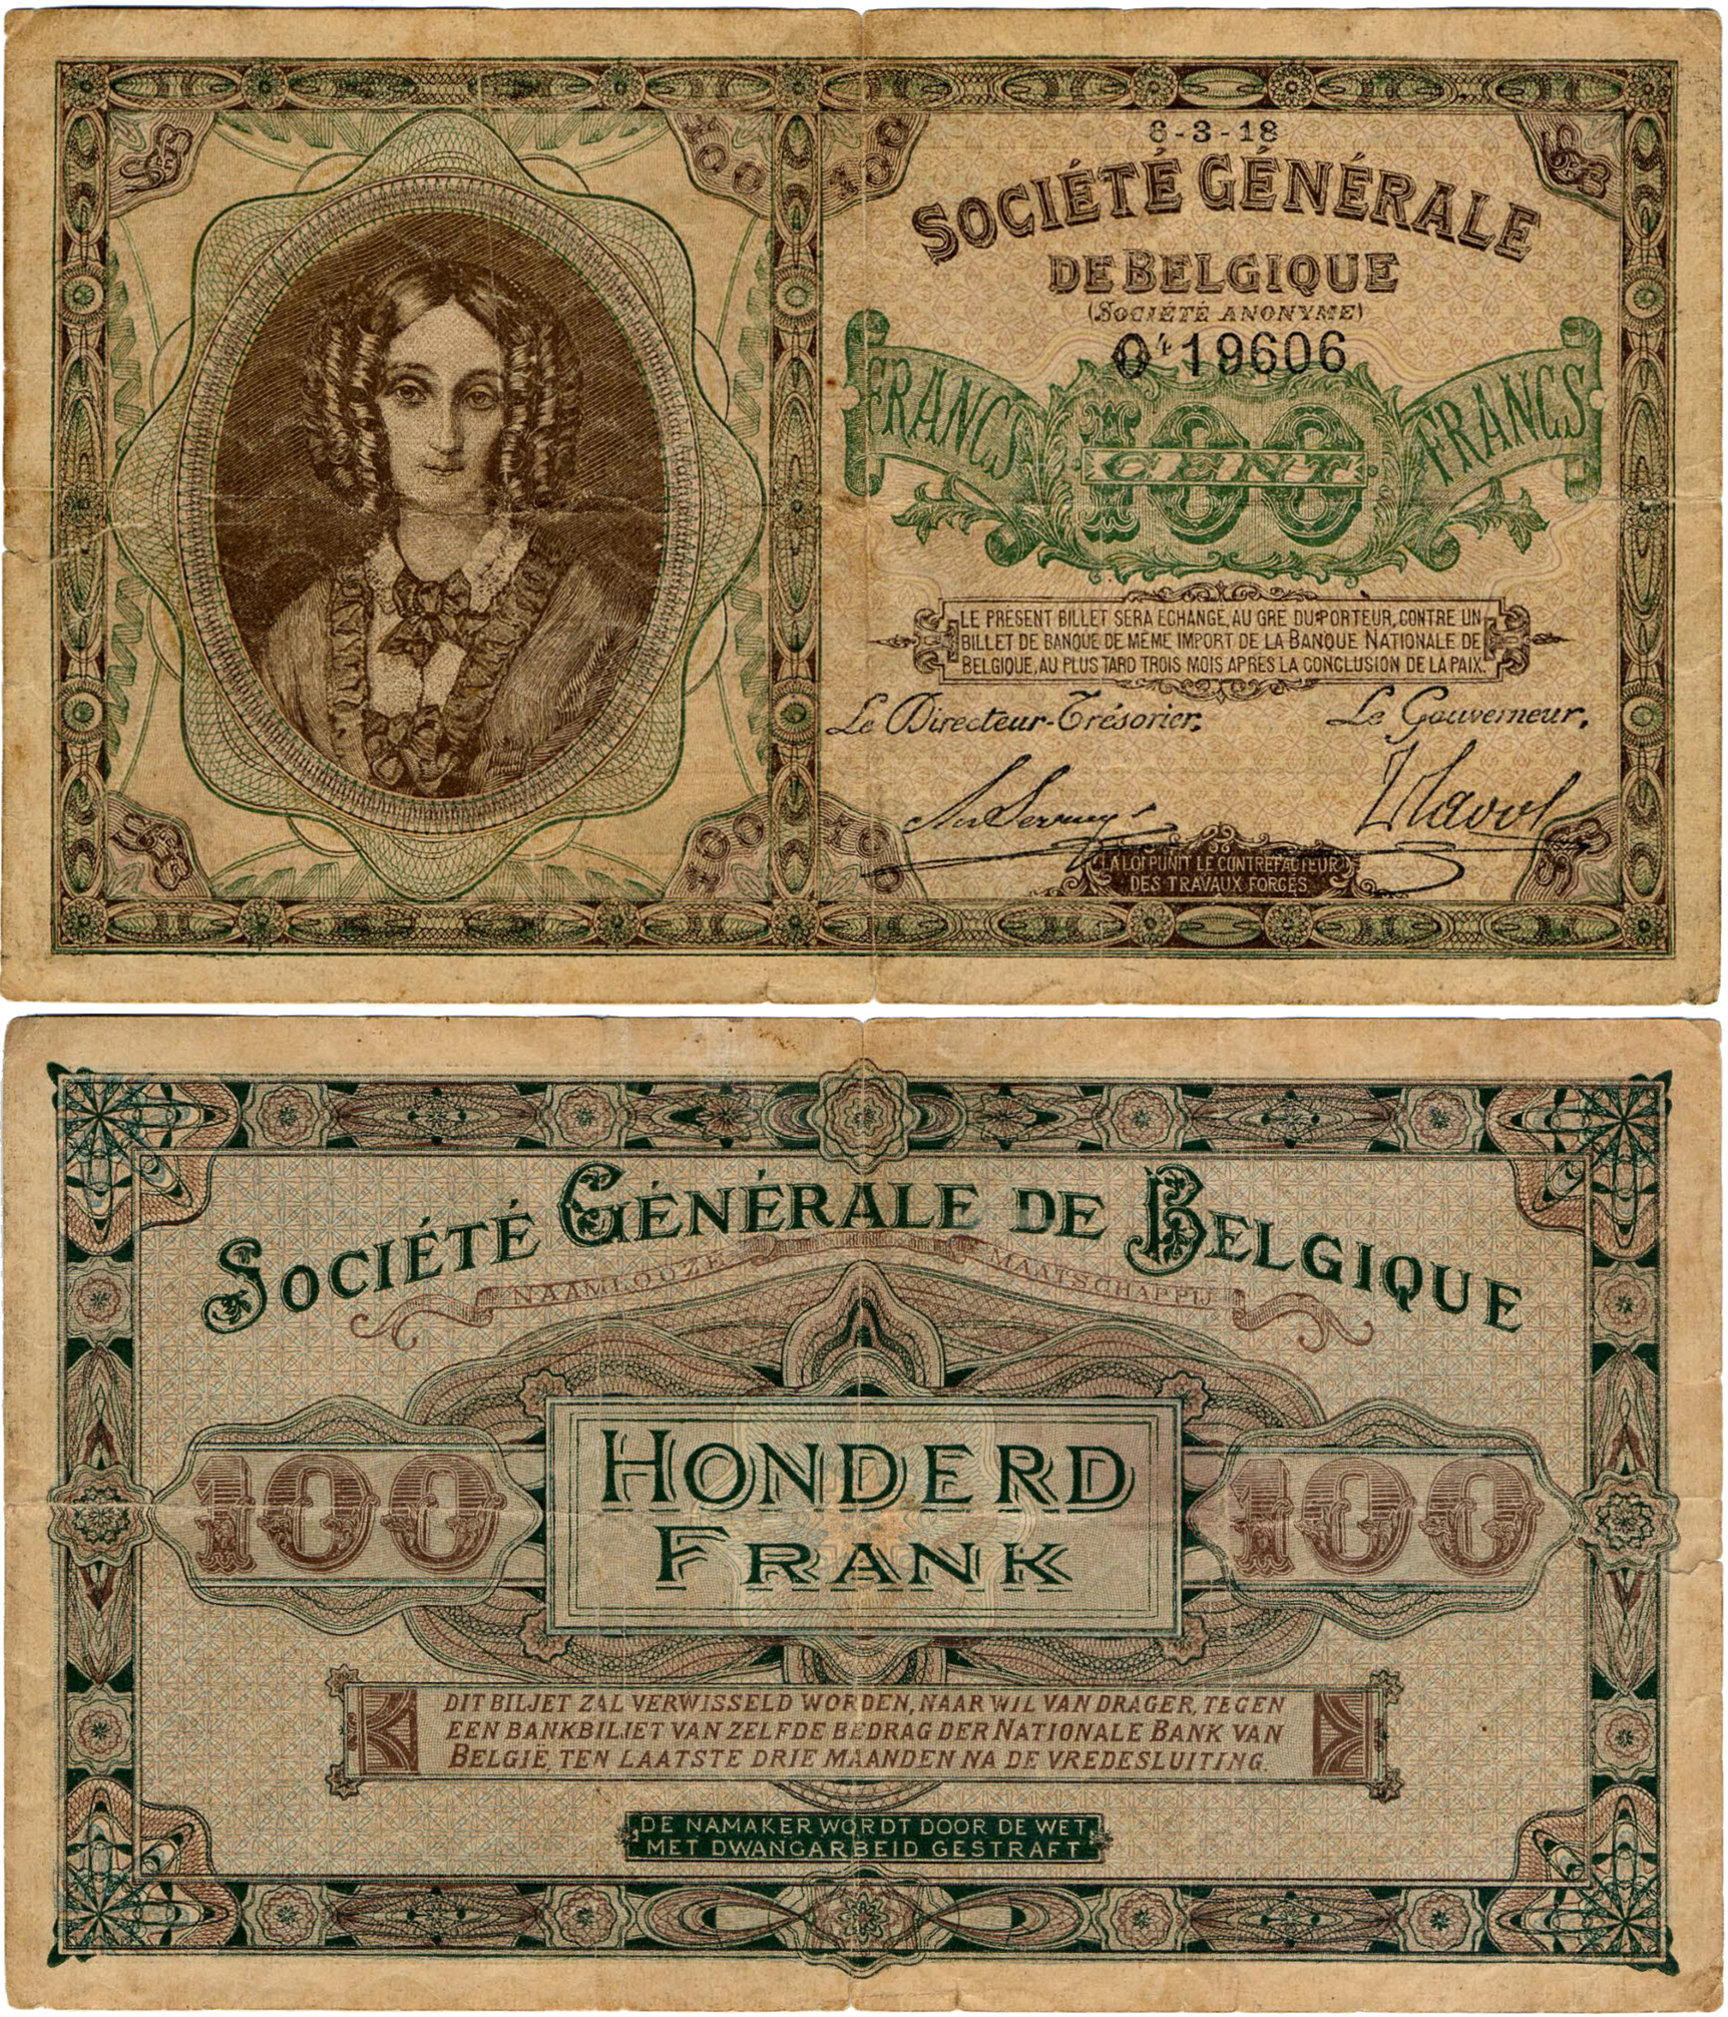 100
100
6-3-18
SOCIÉTÉ GÉNÉRALE
DE BELGIQUE
(SOCIÉTÉ ANONYME)
O⁴ 19606
FRANCS 100 FRANCS
CENT
LE PRÉSENT BILLET SERA ÉCHANGÉ, AU GRÉ DU PORTEUR, CONTRE UN
BILLET DE BANQUE DE MÊME IMPORT DE LA BANQUE NATIONALE DE
BELGIQUE, AU PLUS TARD TROIS MOIS APRÈS LA CONCLUSION DE LA PAIX.
Le Directeur-Trésorier, Le Gouverneur,
100
100
LA LOI PUNIT LE CONTREFACTEUR
DES TRAVAUX FORCÉS
SOCIÉTÉ GÉNÉRALE DE BELGIQUE
NAAMLOUZE MAATSCHAPPIJ
100 HONDERD 100
FRANK
DIT BILJET ZAL VERWISSELD WORDEN, NAAR WIL VAN DRAGER, TEGEN
EEN BANKBILJET VAN ZELFDE BEDRAG DER NATIONALE BANK VAN
BELGIË, TEN LAATSTE DRIE MAANDEN NA DE VREDESLUITING.
DE NAMAKER WORDT DOOR DE WET
MET DWANGARBEID GESTRAFT